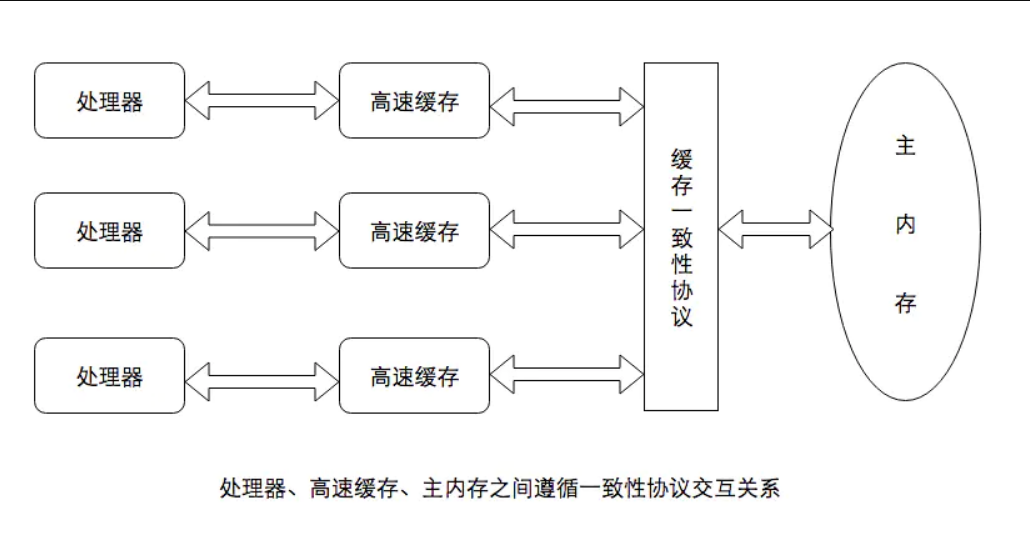 处理器
高速缓存
处理器
高速缓存
处理器
高速缓存
缓存一致性协议
主内存
处理器、高速缓存、主内存之间遵循一致性协议交互关系